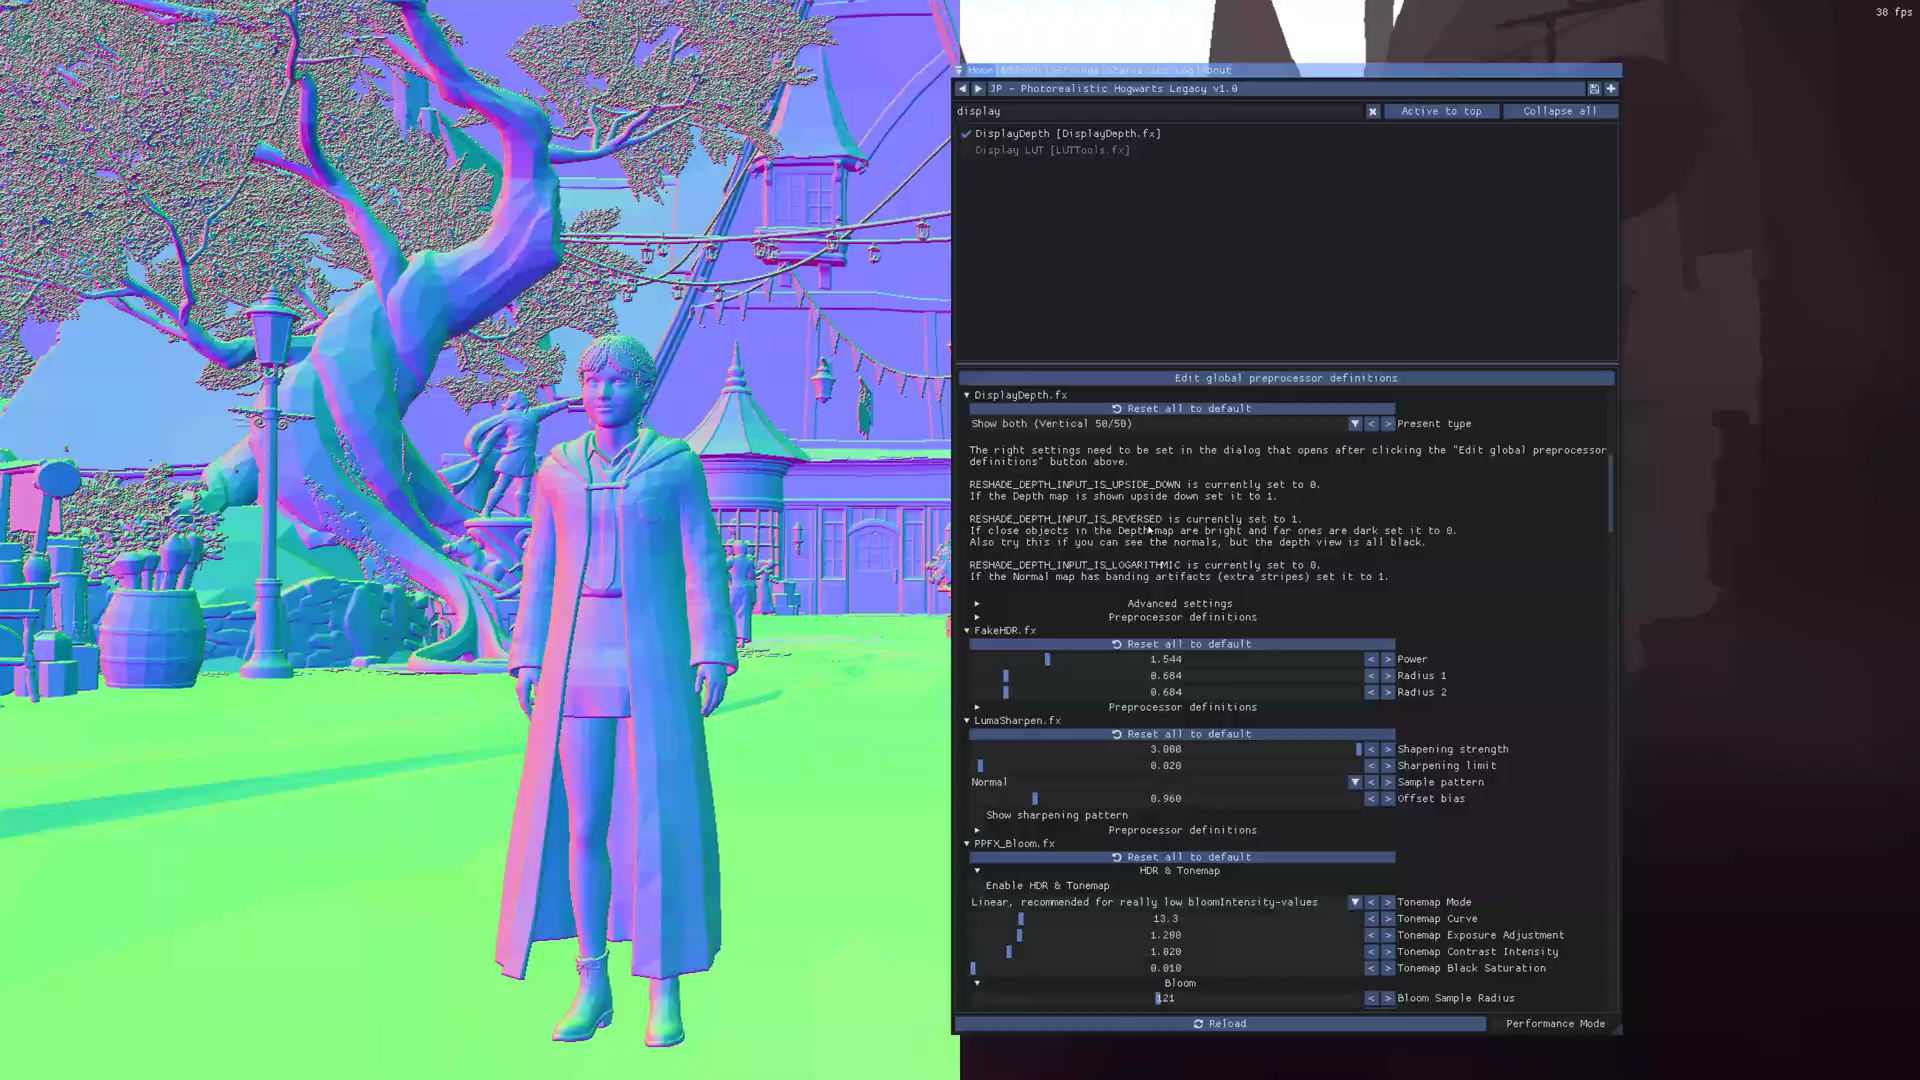 38 fps
Home
About
JP - Photorealistic Hogwarts Legacy v1.0
display
Active to top
Collapse all
DisplayDepth [DisplayDepth.fx]
Display LUT [LUTTools.fx]
Edit global preprocessor definitions
DisplayDepth.fx
Reset all to default
Show both (Vertical 50/50)
Present type
The right settings need to be set in the dialog that opens after clicking the "Edit global preprocessor
definitions" button above.
RESHADE_DEPTH_INPUT_IS_UPSIDE_DOWN is currently set to 0.
If the Depth map is shown upside down set it to 1.
RESHADE_DEPTH_INPUT_IS_REVERSED is currently set to 1.
If close objects in the Depth map are bright and far ones are dark set it to 0.
Also try this if you can see the normals, but the depth view is all black.
RESHADE_DEPTH_INPUT_IS_LOGARITHMIC is currently set to 0.
If the Normal map has banding artifacts (extra stripes) set it to 1.
Advanced settings
Preprocessor definitions
FakeHDR.fx
Reset all to default
1.544
< > Power
0.684
< > Radius 1
0.684
< > Radius 2
Preprocessor definitions
LumaSharpen.fx
Reset all to default
3.000
< > Shapening strength
0.020
< > Sharpening limit
Normal
< > Sample pattern
0.960
< > Offset bias
Show sharpening pattern
Preprocessor definitions
PPFX_Bloom.fx
Reset all to default
HDR & Tonemap
Enable HDR & Tonemap
Linear, recommended for really low bloomIntensity-values
< > Tonemap Mode
13.3
< > Tonemap Curve
1.200
< > Tonemap Exposure Adjustment
1.020
< > Tonemap Contrast Intensity
0.010
< > Tonemap Black Saturation
Bloom
121
< > Bloom Sample Radius
Reload
Performance Mode